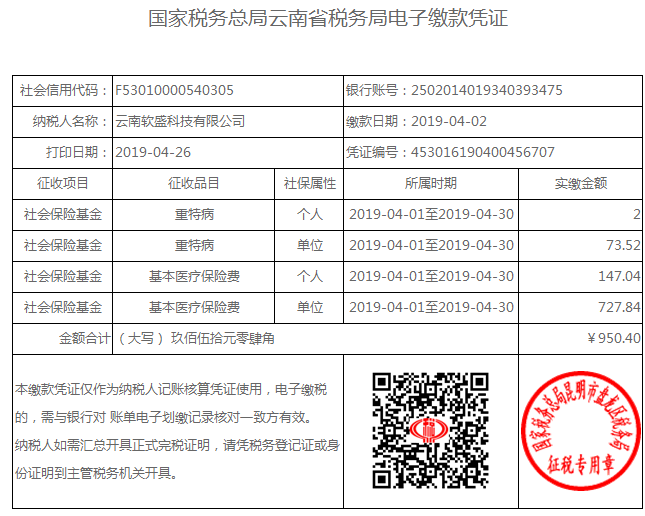 国家税务总局云南省税务局电子缴款凭证
社会信用代码： F53010000540305 银行账号：2502014019340393475
纳税人名称： 云南软盛科技有限公司 缴款日期：2019-04-02
打印日期： 2019-04-26 凭证编号：453016190400456707
征收项目 征收品目 社保属性 所属时期 实缴金额
社会保险基金 重特病 个人 2019-04-01至2019-04-30 2
社会保险基金 重特病 单位 2019-04-01至2019-04-30 73.52
社会保险基金 基本医疗保险费 个人 2019-04-01至2019-04-30 147.04
社会保险基金 基本医疗保险费 单位 2019-04-01至2019-04-30 727.84
金额合计 （大写） 玖佰伍拾元零肆角 ￥950.40
本缴款凭证仅作为纳税人记账核算凭证使用，电子缴税
的，需与银行对 账单电子划缴记录核对一致方有效。
纳税人如需汇总开具正式完税证明，请凭税务登记证或身
份证明到主管税务机关开具。
国家税务总局昆明市盘龙区税务局
征税专用章